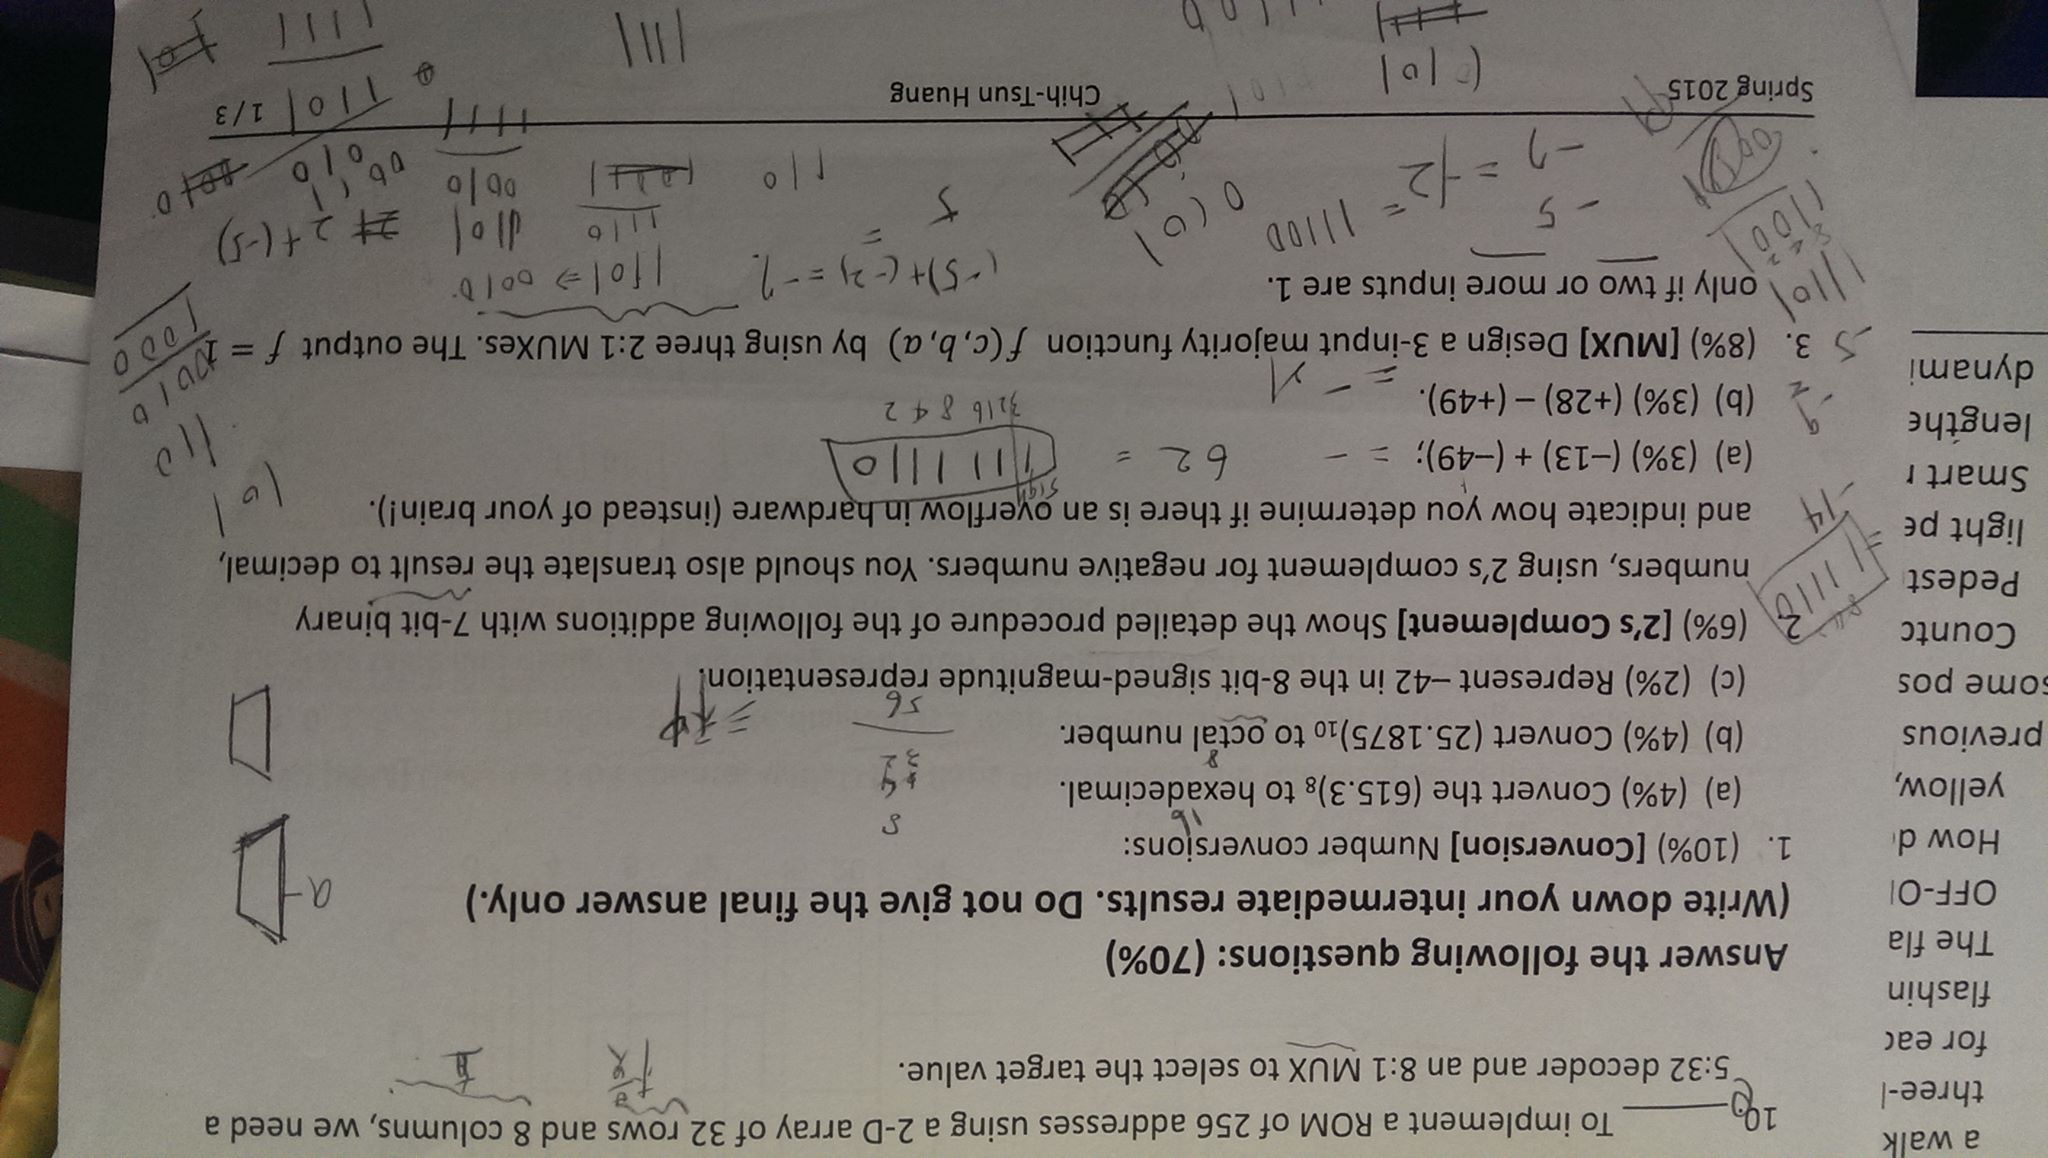 a walk
three-l
for eac
flashin
The fla
OFF-O
How d
yellow,
previous
some pos
Countc
Pedest
light pe
Smart r
lengthe
dynami
10. ______ To implement a ROM of 256 addresses using a 2-D array of 32 rows and 8 columns, we need a
5:32 decoder and an 8:1 MUX to select the target value.
直
Answer the following questions: (70%)
(Write down your intermediate results. Do not give the final answer only.)
a
1. (10%) [Conversion] Number conversions:
16
(a) (4%) Convert the (615.3)8 to hexadecimal.
8
(b) (4%) Convert (25.1875)10 to octal number.
8
32
56
三种
(c) (2%) Represent –42 in the 8-bit signed-magnitude representation.
2. (6%) [2's Complement] Show the detailed procedure of the following additions with 7-bit binary
numbers, using 2's complement for negative numbers. You should also translate the result to decimal,
and indicate how you determine if there is an overflow in hardware (instead of your brain!).
= 11110
-14
sign
(a) (3%) (–13) + (–49); = - 62 = 1111110
32 16 8 4 2
(b) (3%) (+28) – (+49). = - 21
101
110
0010
1000
3. (8%) [MUX] Design a 3-input majority function f(c, b, a) by using three 2:1 MUXes. The output f = 1
only if two or more inputs are 1.
-5
11101
11001
-5
-7 = -12 = 11100
0101
(-5)+(-2) = -7.
5 =
110
1101 ⇒ 0010
1110
1101
0010
1111
2+(-5)
0010
1101
1111
Spring 2015
Chih-Tsun Huang
1/3
1101
1111
1100